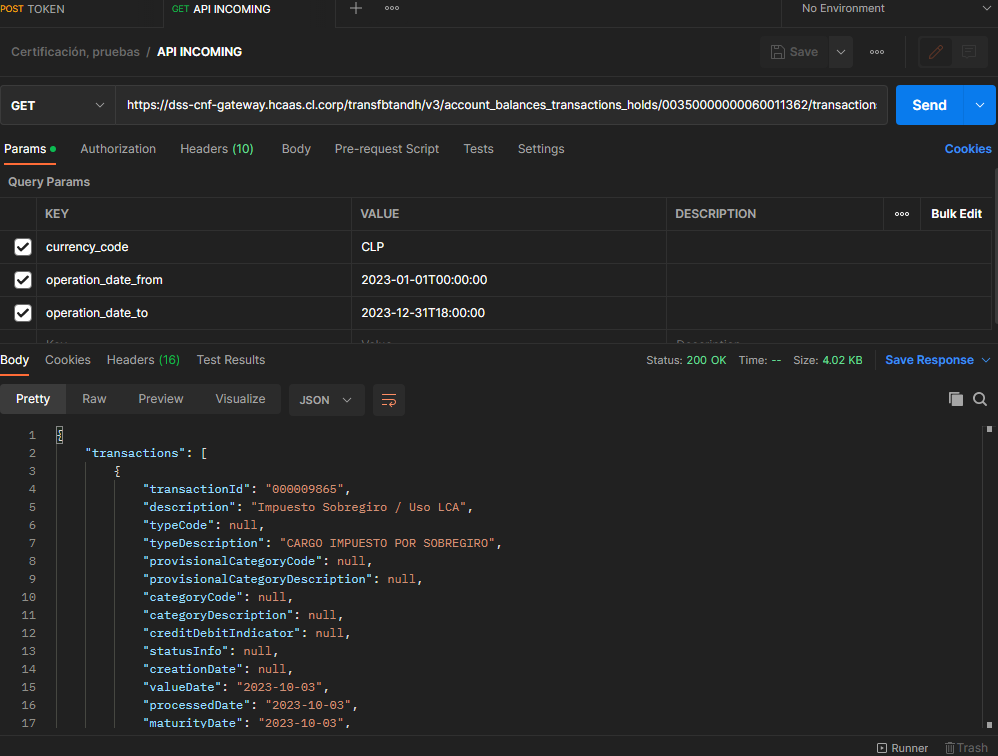 POST TOKEN
GET API INCOMING
No Environment
Certificación, pruebas / API INCOMING
Save
GET
https://dss-cnf-gateway.hcaas.cl.corp/transfbtandh/v3/account_balances_transactions_holds/00350000000060011362/transaction
Send
Params
Authorization
Headers (10)
Body
Pre-request Script
Tests
Settings
Cookies
Query Params
KEY VALUE DESCRIPTION Bulk Edit
currency_code CLP
operation_date_from 2023-01-01T00:00:00
operation_date_to 2023-12-31T18:00:00
Body Cookies Headers (16) Test Results
Status: 200 OK Time: -- Size: 4.02 KB Save Response
Pretty Raw Preview Visualize JSON
1 {
2 "transactions": [
3 {
4 "transactionId": "000009865",
5 "description": "Impuesto Sobregiro / Uso LCA",
6 "typeCode": null,
7 "typeDescription": "CARGO IMPUESTO POR SOBREGIRO",
8 "provisionalCategoryCode": null,
9 "provisionalCategoryDescription": null,
10 "categoryCode": null,
11 "categoryDescription": null,
12 "creditDebitIndicator": null,
13 "statusInfo": null,
14 "creationDate": null,
15 "valueDate": "2023-10-03",
16 "processedDate": "2023-10-03",
17 "maturityDate": "2023-10-03",
Runner Trash